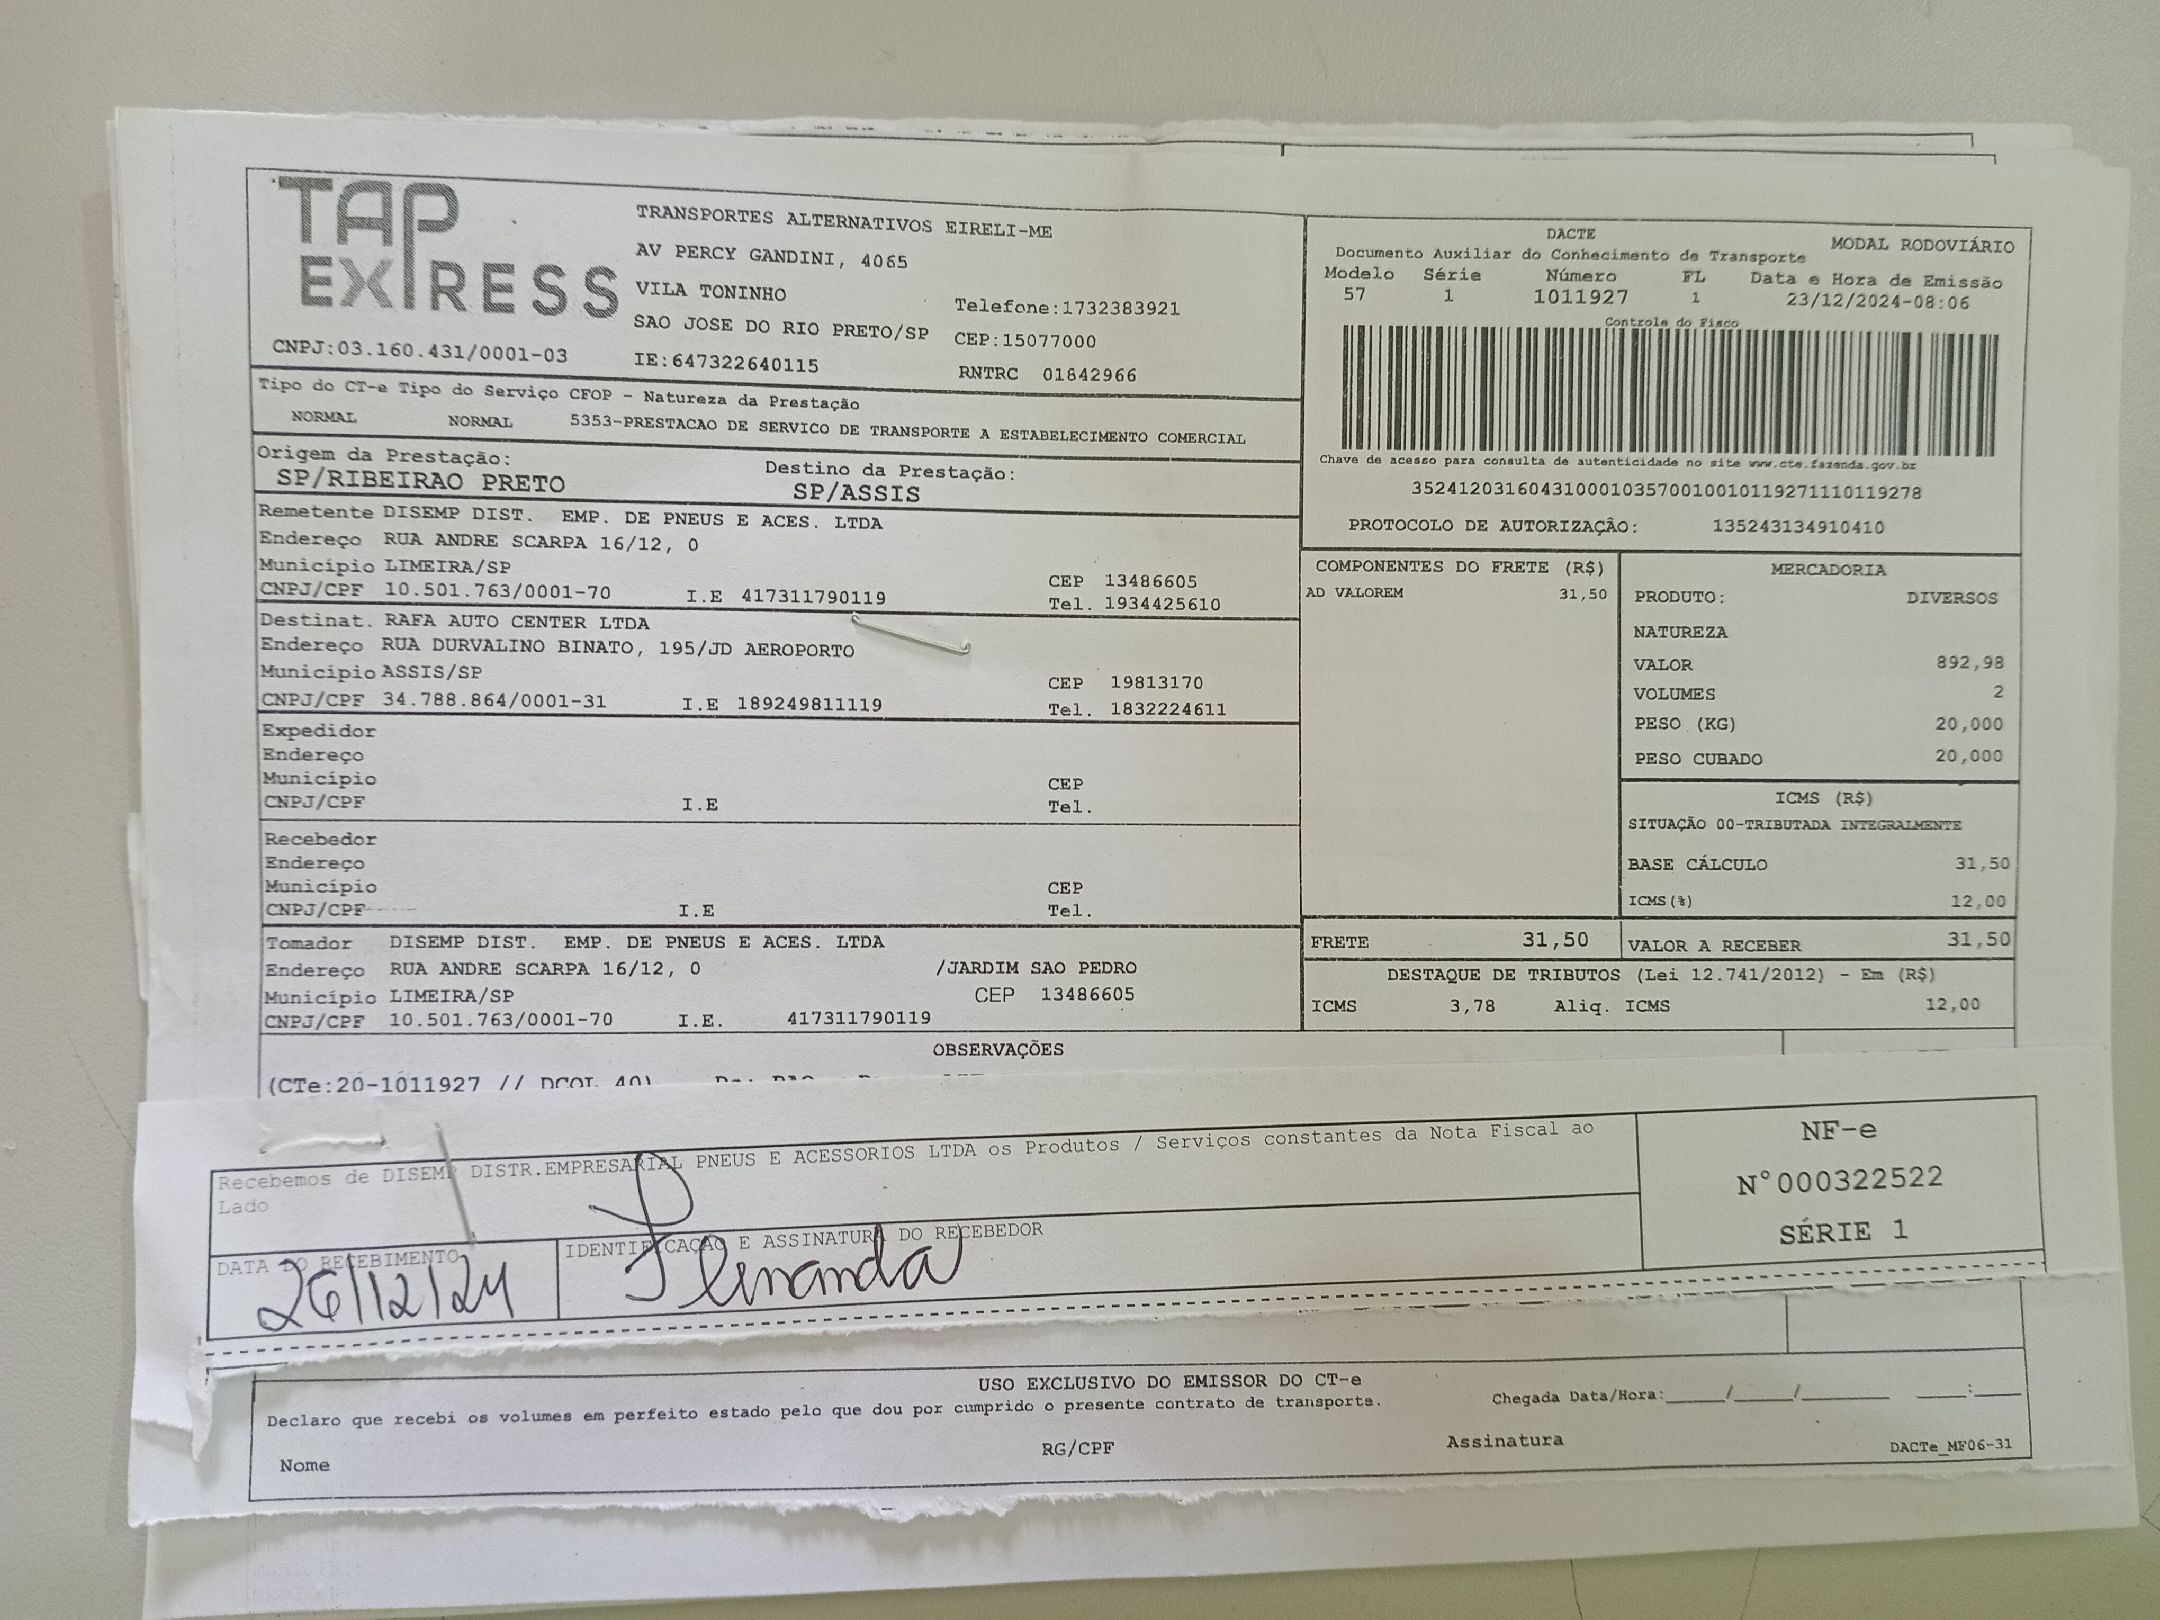 TAP EXPRESS
TRANSPORTES ALTERNATIVOS EIRELI-ME
AV PERCY GANDINI, 4065
VILA TONINHO
Telefone:1732383921
SAO JOSE DO RIO PRETO/SP CEP:15077000
CNPJ:03.160.431/0001-03 IE:647322640115 RNTRC 01842966
DACTE MODAL RODOVIÁRIO
Documento Auxiliar do Conhecimento de Transporte
Modelo Série Número FL Data e Hora de Emissão
57 1 1011927 1 23/12/2024-08:06
Controle do Fisco
Chave de acesso para consulta de autenticidade no site www.cte.fazenda.gov.br
35241203160431000103570010010119271110119278
PROTOCOLO DE AUTORIZAÇÃO: 135243134910410
Tipo do CT-e Tipo do Serviço CFOP - Natureza da Prestação
NORMAL NORMAL 5353-PRESTACAO DE SERVICO DE TRANSPORTE A ESTABELECIMENTO COMERCIAL
Origem da Prestação: Destino da Prestação:
SP/RIBEIRAO PRETO SP/ASSIS
Remetente DISEMP DIST. EMP. DE PNEUS E ACES. LTDA
Endereço RUA ANDRE SCARPA 16/12, 0
Município LIMEIRA/SP CEP 13486605
CNPJ/CPF 10.501.763/0001-70 I.E 417311790119 Tel. 1934425610
Destinat. RAFA AUTO CENTER LTDA
Endereço RUA DURVALINO BINATO, 195/JD AEROPORTO
Município ASSIS/SP CEP 19813170
CNPJ/CPF 34.788.864/0001-31 I.E 189249811119 Tel. 1832224611
Expedidor
Endereço
Município CEP
CNPJ/CPF I.E Tel.
Recebedor
Endereço
Município CEP
CNPJ/CPF I.E Tel.
Tomador DISEMP DIST. EMP. DE PNEUS E ACES. LTDA
Endereço RUA ANDRE SCARPA 16/12, 0 /JARDIM SAO PEDRO
Município LIMEIRA/SP CEP 13486605
CNPJ/CPF 10.501.763/0001-70 I.E. 417311790119
COMPONENTES DO FRETE (R$)
AD VALOREM 31,50
MERCADORIA
PRODUTO: DIVERSOS
NATUREZA
VALOR 892,98
VOLUMES 2
PESO (KG) 20,000
PESO CUBADO 20,000
ICMS (R$)
SITUAÇÃO 00-TRIBUTADA INTEGRALMENTE
BASE CÁLCULO 31,50
ICMS(%) 12,00
FRETE 31,50 VALOR A RECEBER 31,50
DESTAQUE DE TRIBUTOS (Lei 12.741/2012) - Em (R$)
ICMS 3,78 Aliq. ICMS 12,00
OBSERVAÇÕES
(CTe:20-1011927 //
Recebemos de DISEMP DISTR.EMPRESARIAL PNEUS E ACESSORIOS LTDA os Produtos / Serviços constantes da Nota Fiscal ao
Lado
DATA DO RECEBIMENTO IDENTIFICAÇÃO E ASSINATURA DO RECEBEDOR
26/12/24 Fernanda
NF-e
N°000322522
SÉRIE 1
USO EXCLUSIVO DO EMISSOR DO CT-e
Declaro que recebi os volumes em perfeito estado pelo que dou por cumprido o presente contrato de transporte. Chegada Data/Hora:_____/_____/_______ ____:____
Nome RG/CPF Assinatura DACTe_MF06-31